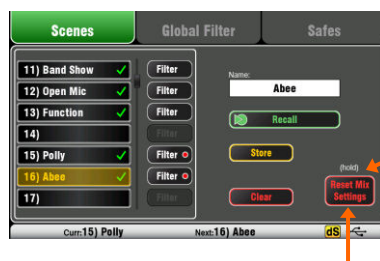 Scenes Global Filter Safes
11) Band Show Filter
Name:
12) Open Mic Filter
Abee
13) Function Filter
Recall
14) Filter
15) Polly Filter
Store
(hold)
16) Abee Filter
Reset Mix
Settings
17) Filter
Clear
Curr:15) Polly Next:16) Abee dS